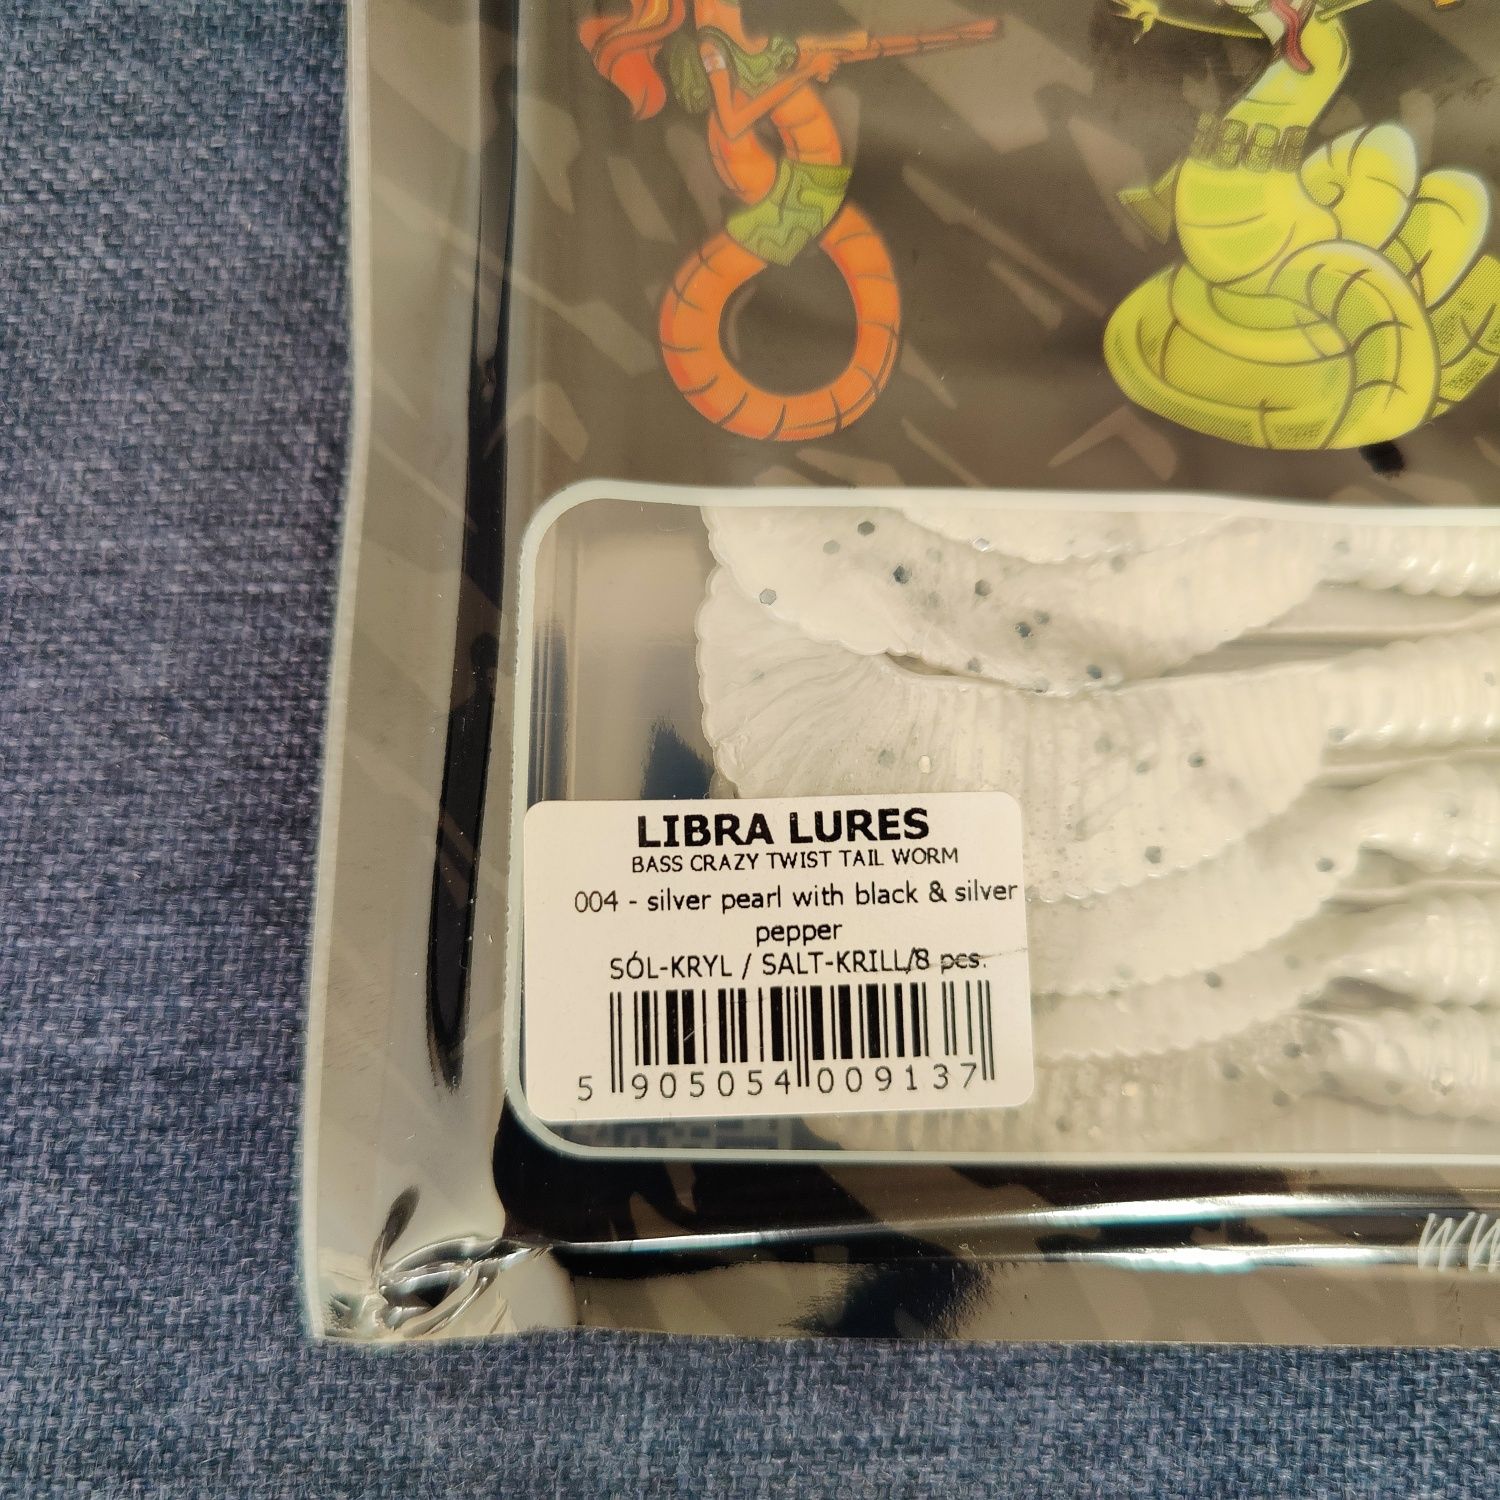 LIBRA LURES
BASS CRAZY TWIST TAIL WORM
004 - silver pearl with black & silver
pepper
SÓL-KRYL / SALT-KRILL/8 pcs.
5 905054 009137